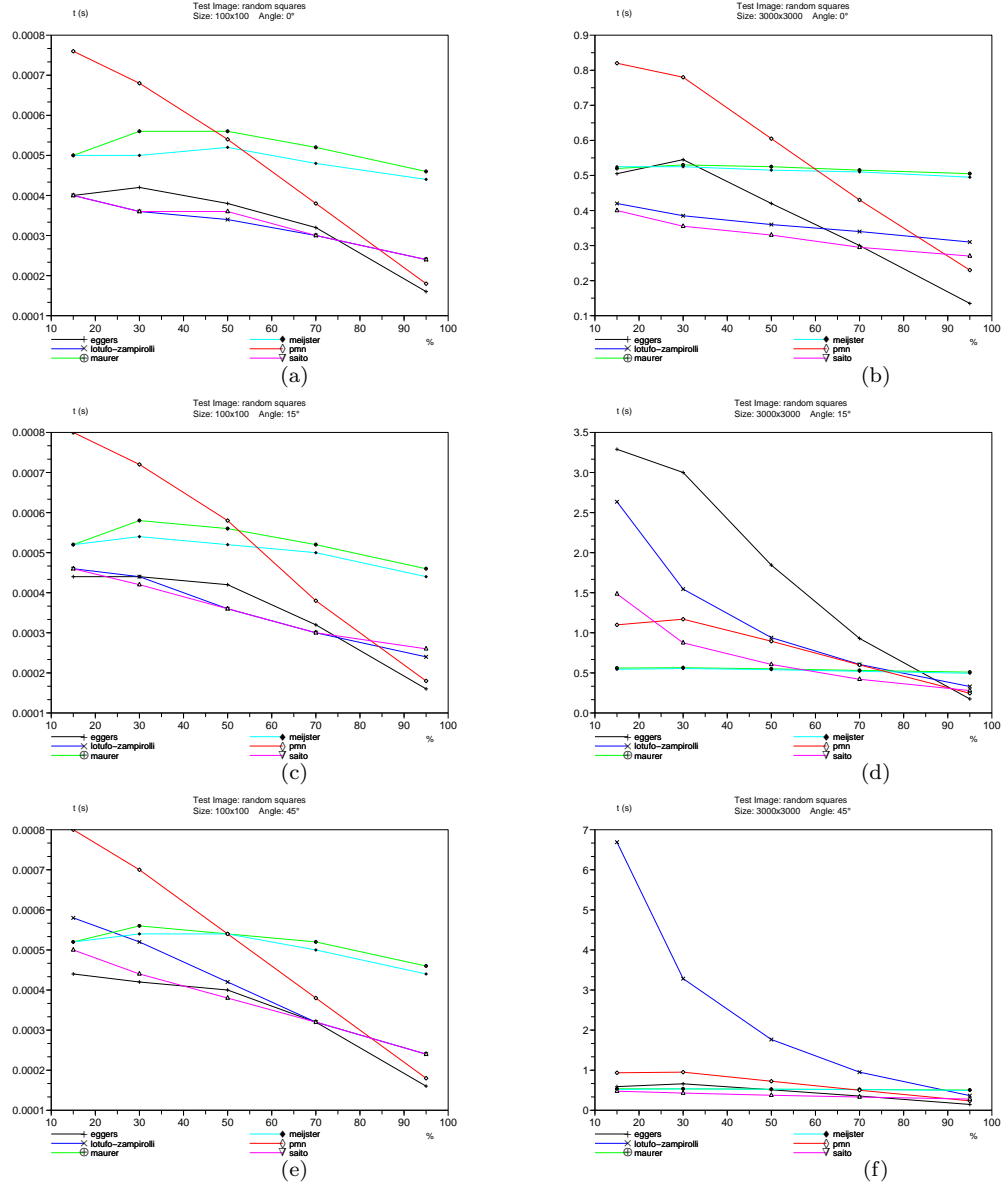 t (s)
Test Image: random squares
Size: 100x100 Angle: 0°
0.0008
0.0007
0.0006
0.0005
0.0004
0.0003
0.0002
0.0001
10 20 30 40 50 60 70 80 90 100
%
eggers
lotufo-zampirolli
maurer
meijster
pmn
saito
(a)
t (s)
Test Image: random squares
Size: 3000x3000 Angle: 0°
0.9
0.8
0.7
0.6
0.5
0.4
0.3
0.2
0.1
10 20 30 40 50 60 70 80 90 100
%
eggers
lotufo-zampirolli
maurer
meijster
pmn
saito
(b)
t (s)
Test Image: random squares
Size: 100x100 Angle: 15°
0.0008
0.0007
0.0006
0.0005
0.0004
0.0003
0.0002
0.0001
10 20 30 40 50 60 70 80 90 100
%
eggers
lotufo-zampirolli
maurer
meijster
pmn
saito
(c)
t (s)
Test Image: random squares
Size: 3000x3000 Angle: 15°
3.5
3.0
2.5
2.0
1.5
1.0
0.5
0.0
10 20 30 40 50 60 70 80 90 100
%
eggers
lotufo-zampirolli
maurer
meijster
pmn
saito
(d)
t (s)
Test Image: random squares
Size: 100x100 Angle: 45°
0.0008
0.0007
0.0006
0.0005
0.0004
0.0003
0.0002
0.0001
10 20 30 40 50 60 70 80 90 100
%
eggers
lotufo-zampirolli
maurer
meijster
pmn
saito
(e)
t (s)
Test Image: random squares
Size: 3000x3000 Angle: 45°
7
6
5
4
3
2
1
0
10 20 30 40 50 60 70 80 90 100
%
eggers
lotufo-zampirolli
maurer
meijster
pmn
saito
(f)